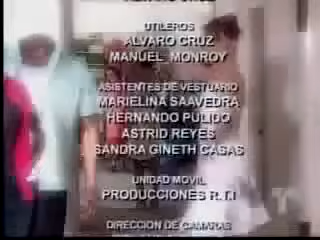 UTILEROS
ALVARO CRUZ
MANUEL MONROY
ASISTENTES DE VESTUARIO
MARIELINA SAAVEDRA
HERNANDO PULIDO
ASTRID REYES
SANDRA GINETH CASAS
UNIDAD MOVIL
PRODUCCIONES R.T.I
DIRECCION DE CAMARAS